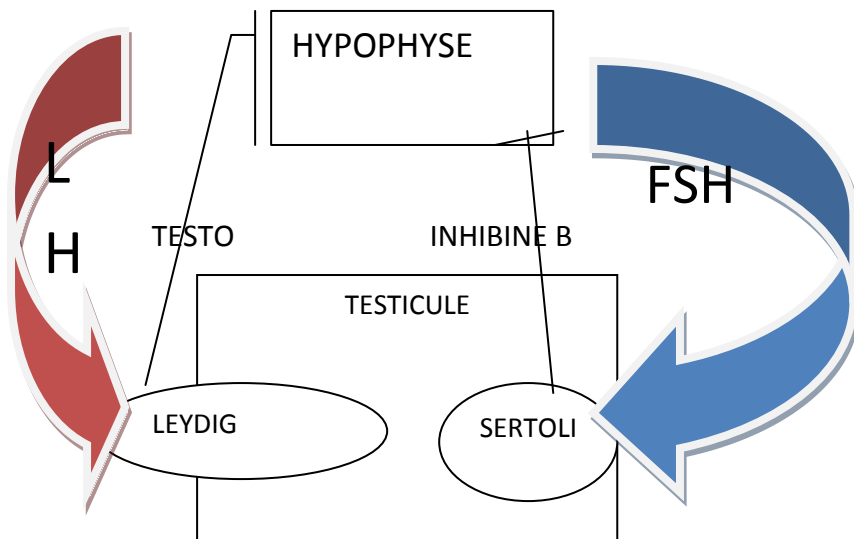 HYPOPHYSE
L
H
FSH
TESTO
INHIBINE B
TESTICULE
LEYDIG
SERTOLI